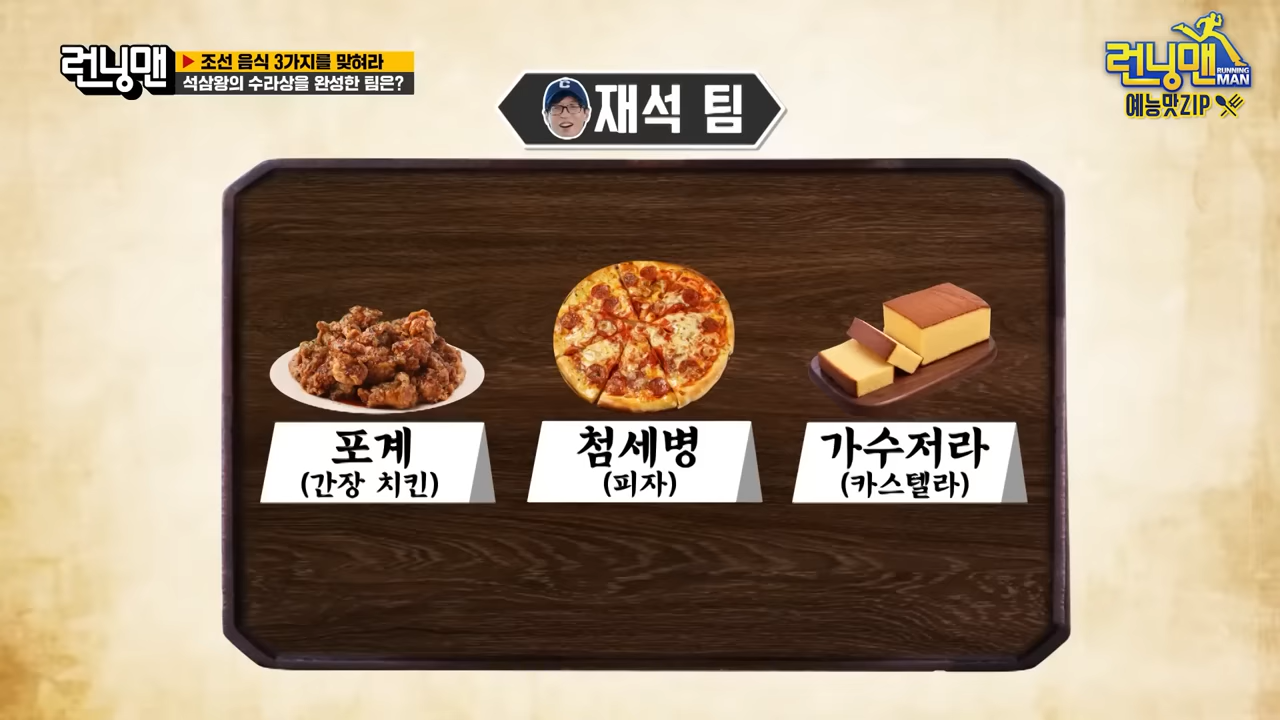 런닝맨
▶ 조선 음식 3가지를 맞혀라
석삼왕의 수라상을 완성한 팀은?
런닝맨
RUNNING
MAN
예능맛ZIP
C
재석 팀
포계
(간장 치킨)
첨세병
(피자)
가수저라
(카스텔라)